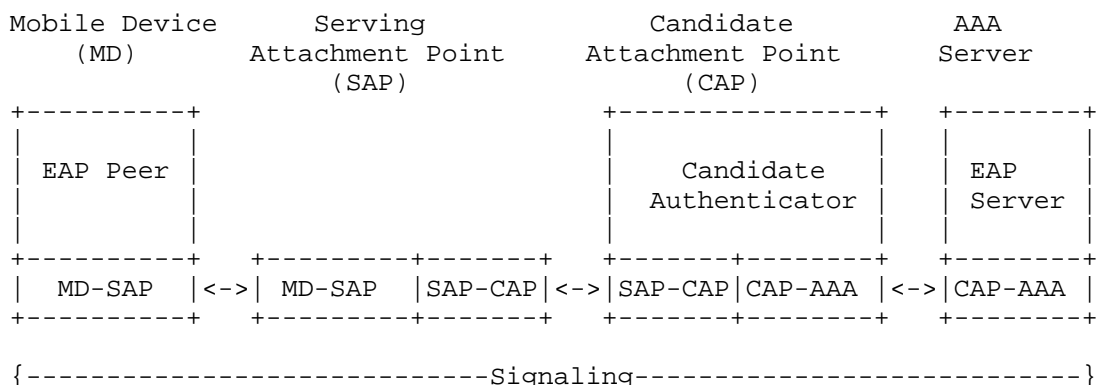 Mobile Device Serving Candidate AAA
(MD) Attachment Point Attachment Point Server
(SAP) (CAP)
EAP Peer Candidate EAP
Authenticator Server
MD-SAP <-> MD-SAP SAP-CAP <-> SAP-CAP CAP-AAA <-> CAP-AAA
{------------------------------Signaling----------------------------}